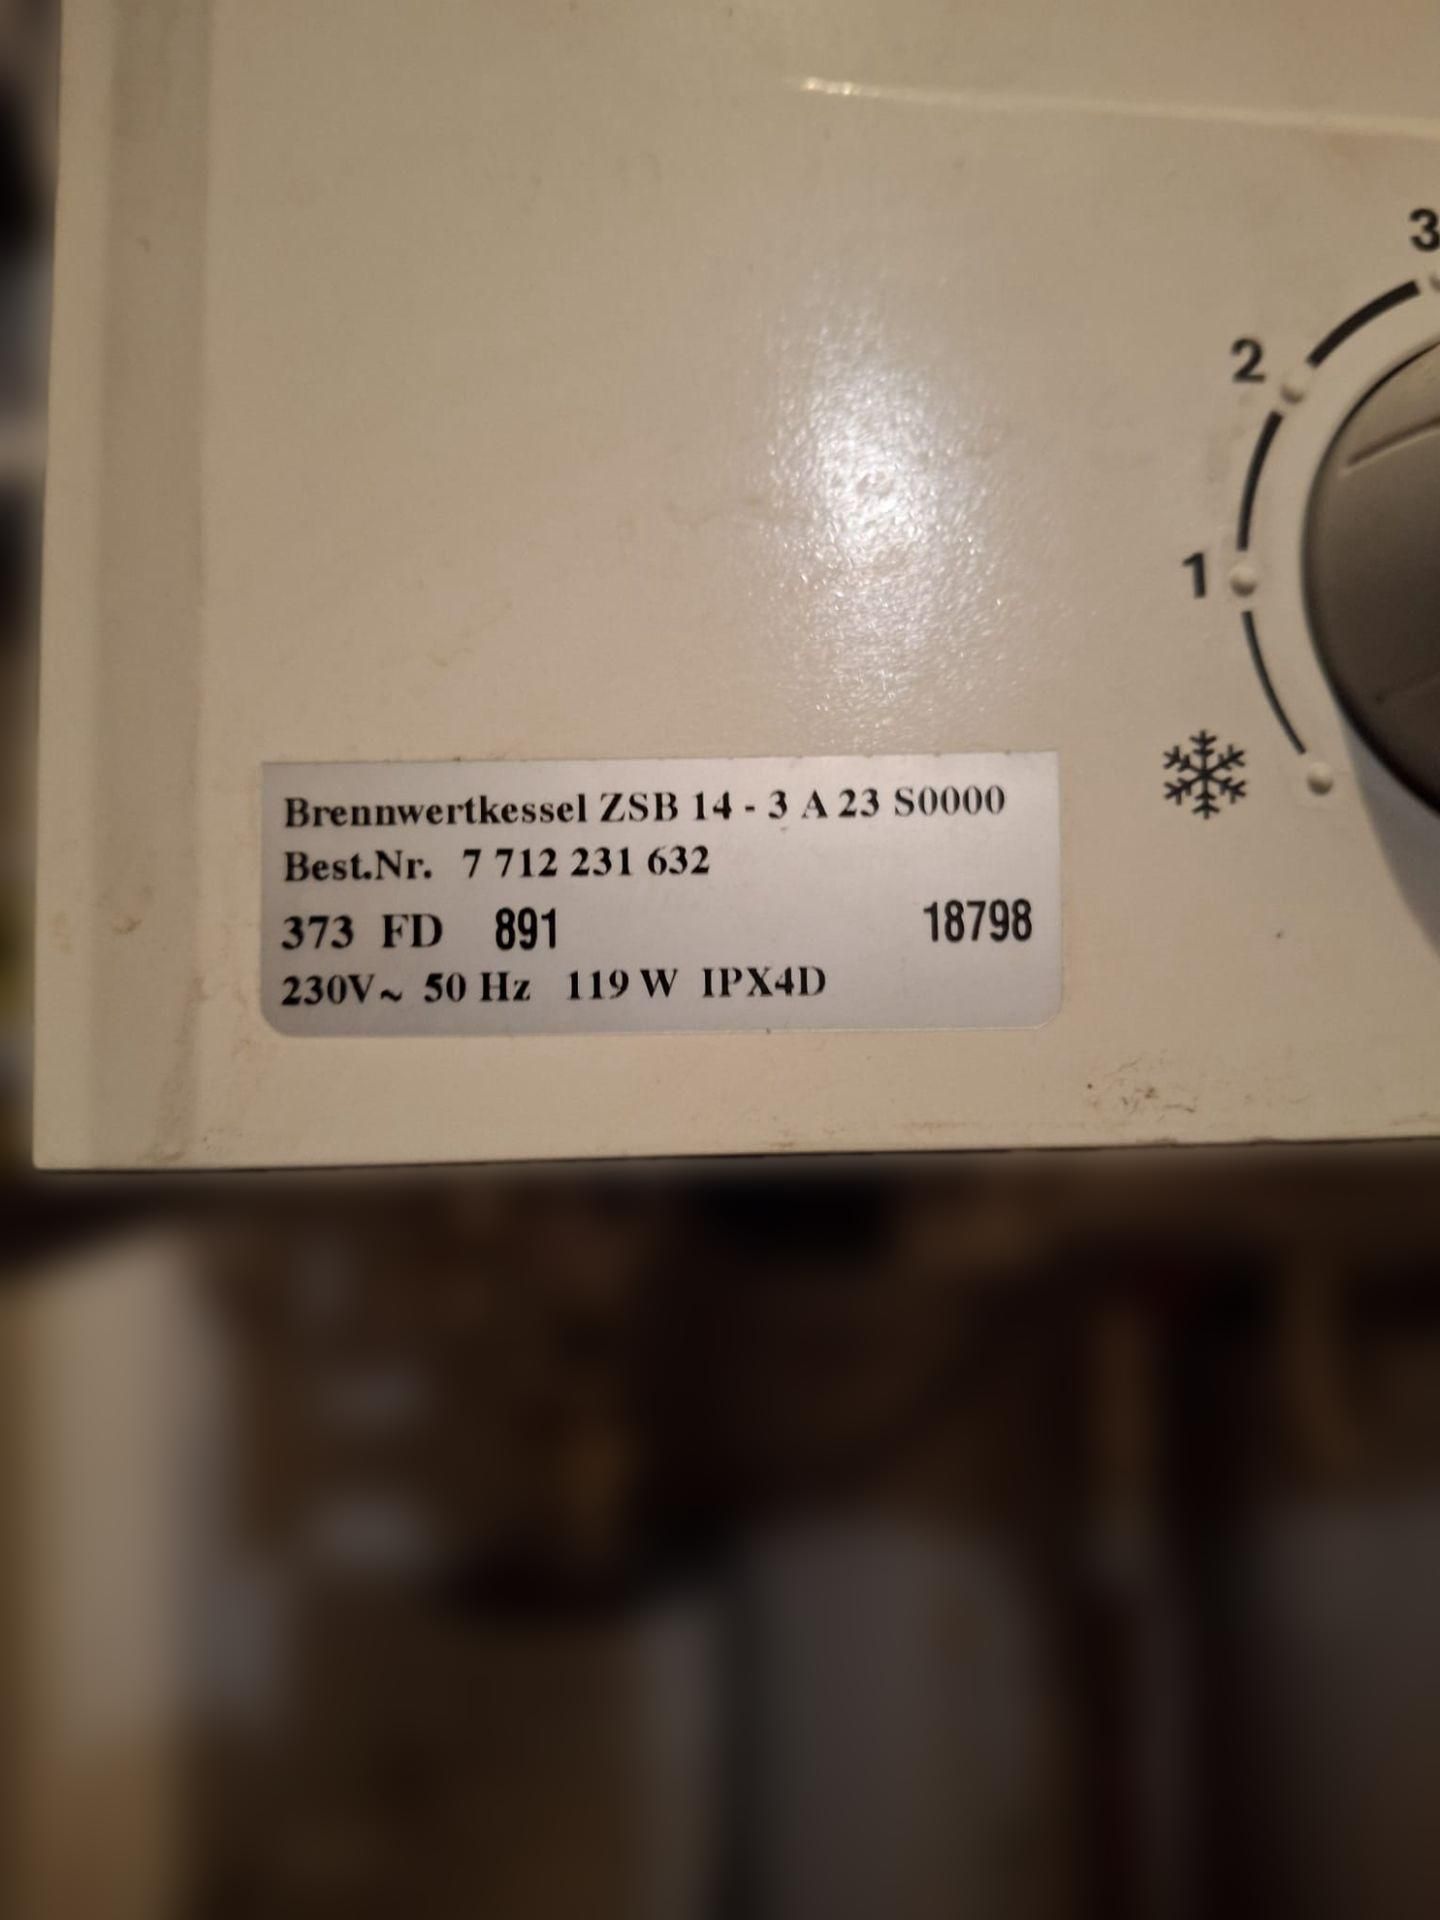 3
2
1
Brennwertkessel ZSB 14 - 3 A 23 S0000
Best.Nr. 7 712 231 632
373 FD 891 18798
230V~ 50 Hz 119 W IPX4D